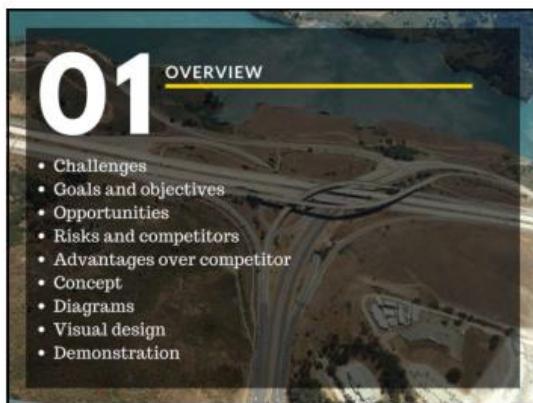 01
OVERVIEW
• Challenges
• Goals and objectives
• Opportunities
• Risks and competitors
• Advantages over competitor
• Concept
• Diagrams
• Visual design
• Demonstration